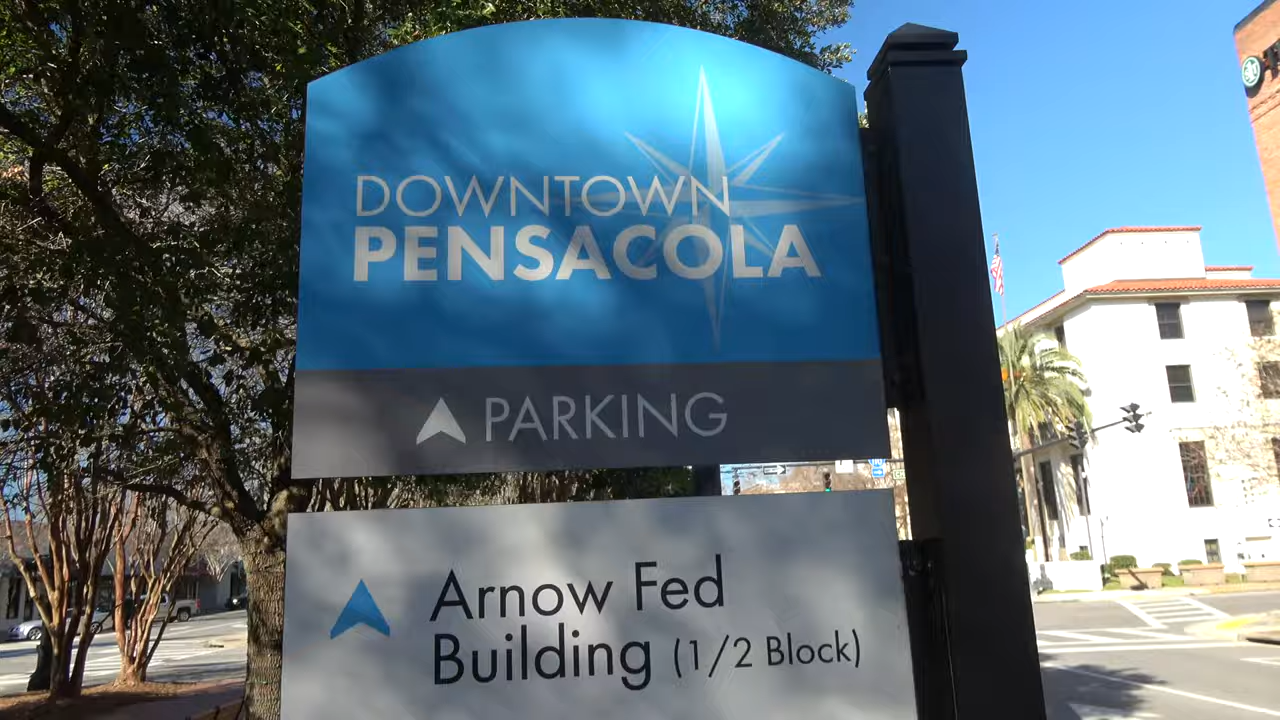 DOWNTOWN
PENSACOLA
PARKING
Arnow Fed
Building (1/2 Block)